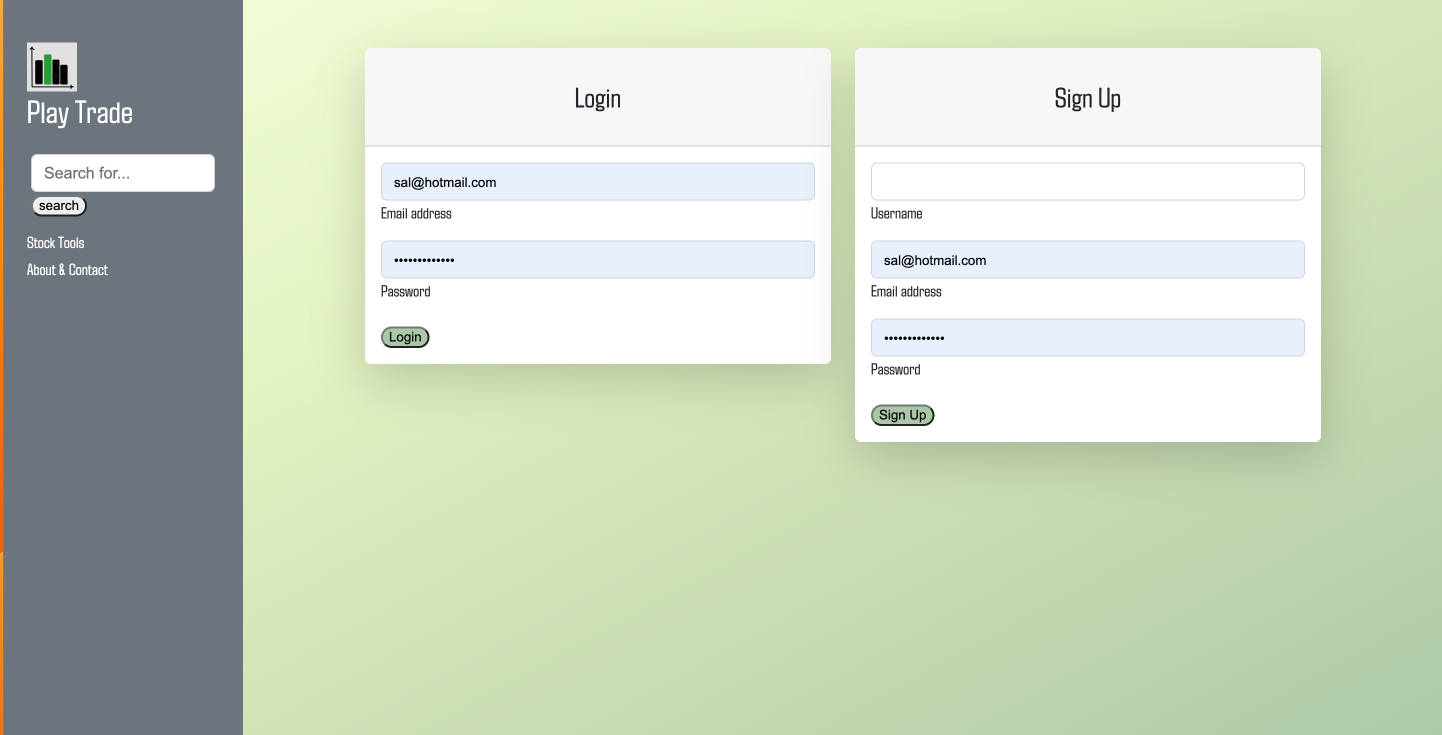 Play Trade
Search for...
search
Stock Tools
About & Contact
Login
sal@hotmail.com
Email address
•••••••••••••
Password
Login
Sign Up
Username
sal@hotmail.com
Email address
•••••••••••••
Password
Sign Up